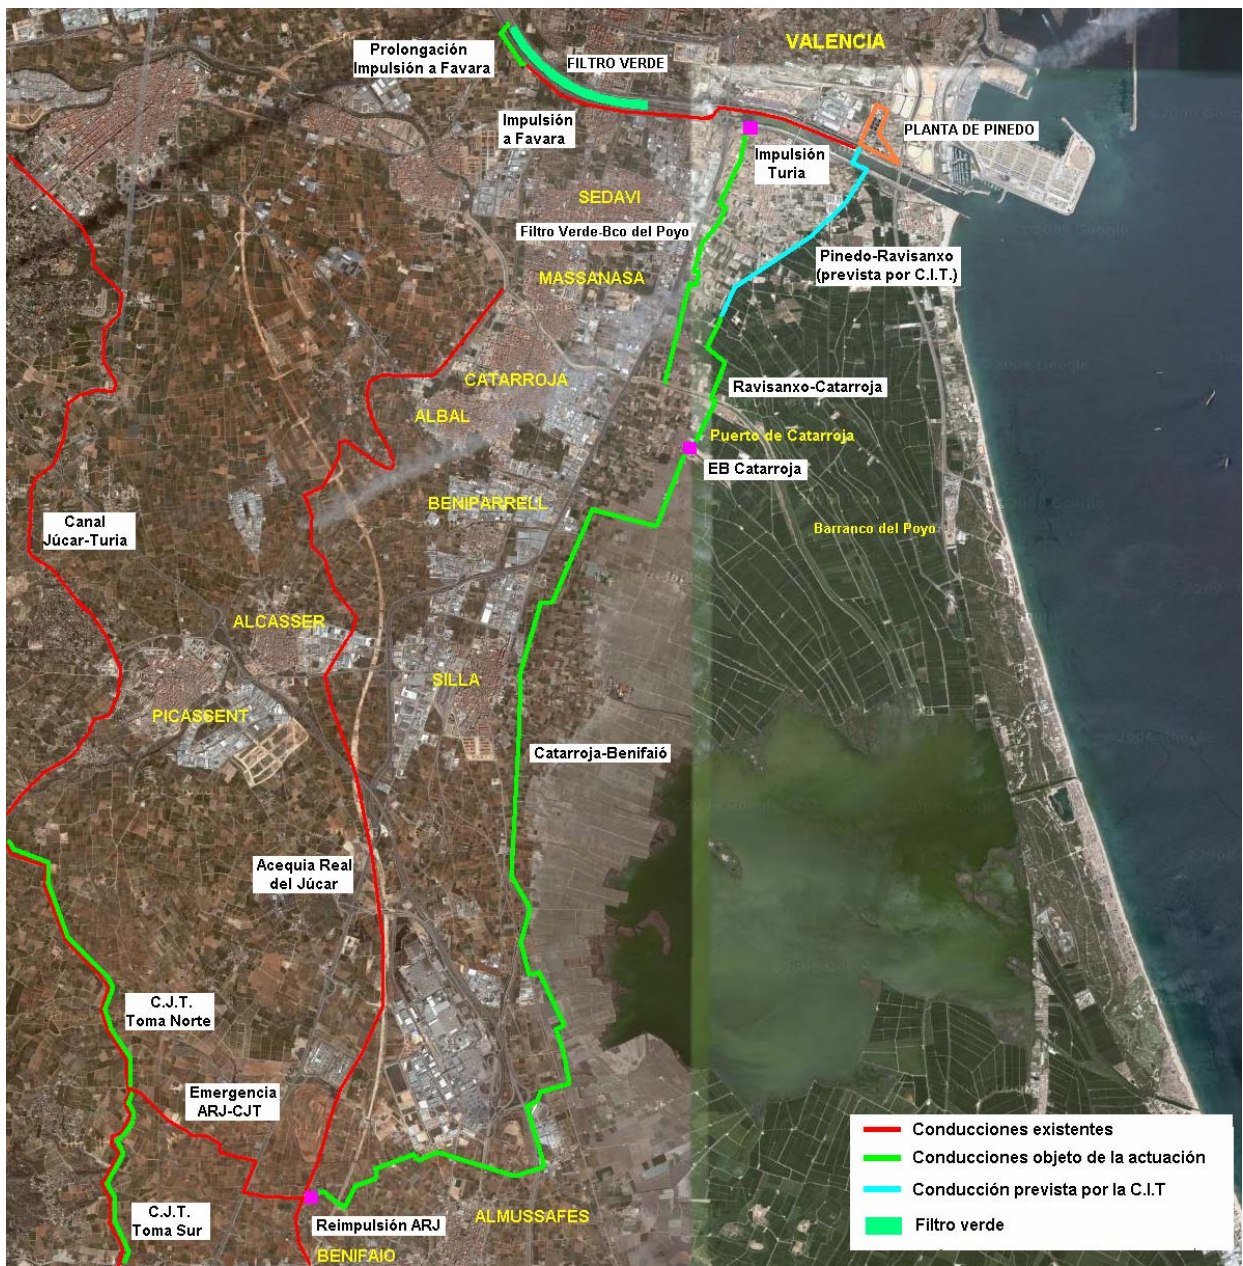 VALENCIA
Prolongación
Impulsión a Favara
FILTRO VERDE
Impulsión
a Favara
PLANTA DE PINEDO
Impulsión
Turia
SEDAVI
Filtro Verde-Bco del Poyo
Pinedo-Ravisanxo
(prevista por C.I.T.)
MASSANASA
CATARROJA
Ravisanxo-Catarroja
ALBAL
Puerto de Catarroja
EB Catarroja
BENIPARRELL
Canal
Júcar-Turia
Barranco del Poyo
ALCASSER
SILLA
PICASSENT
Catarroja-Benifaió
Acequia Real
del Júcar
C.J.T.
Toma Norte
Emergencia
ARJ-CJT
C.J.T.
Toma Sur
Reimpulsión ARJ
ALMUSSAFES
BENIFAIO
Conducciones existentes
Conducciones objeto de la actuación
Conducción prevista por la C.I.T
Filtro verde